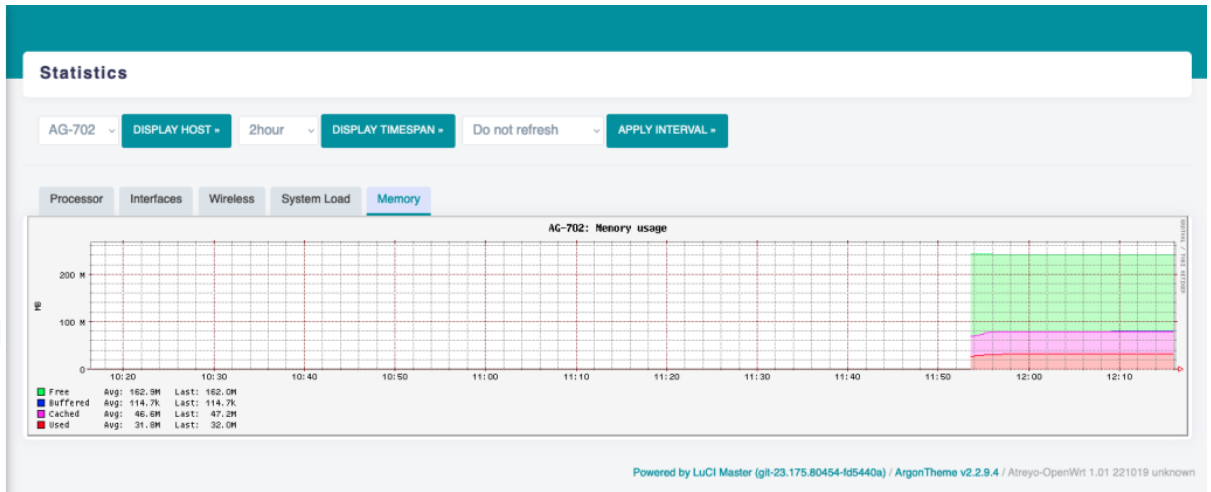 Statistics
AG-702 DISPLAY HOST » 2hour DISPLAY TIMESPAN » Do not refresh APPLY INTERVAL »
Processor Interfaces Wireless System Load Memory
AG-702: Memory usage
200 M
MB
100 M
0
10:20 10:30 10:40 10:50 11:00 11:10 11:20 11:30 11:40 11:50 12:00 12:10
Free Avg: 162.9M Last: 162.0M
Buffered Avg: 114.7k Last: 114.7k
Cached Avg: 46.6M Last: 47.2M
Used Avg: 31.8M Last: 32.0M
Powered by LuCI Master (git-23.175.80454-fd5440a) / ArgonTheme v2.2.9.4 / Atreyo-OpenWrt 1.01 221019 unknown